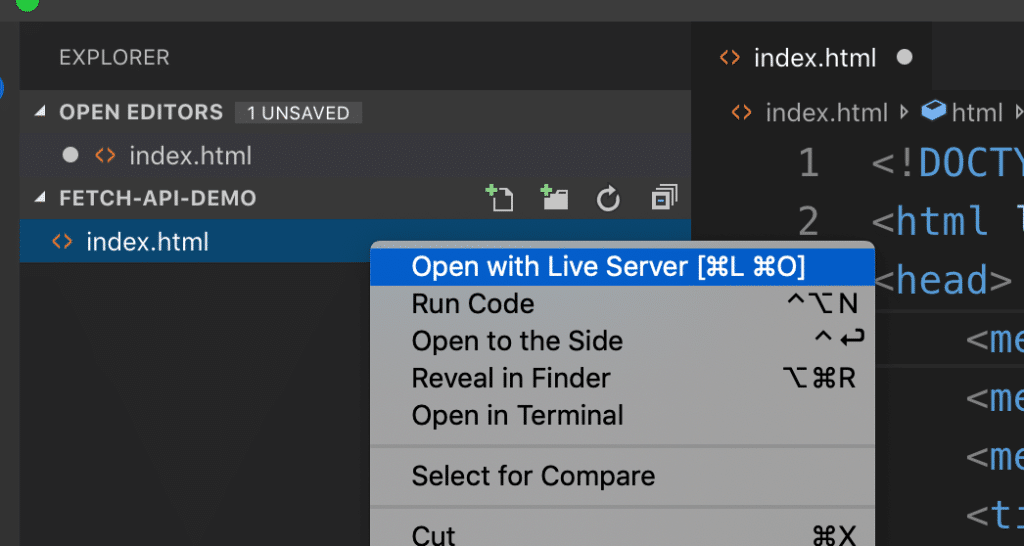 EXPLORER
OPEN EDITORS 1 UNSAVED
index.html
FETCH-API-DEMO
index.html
Open with Live Server [⌘L ⌘O]
Run Code ^⌥N
Open to the Side ^↩
Reveal in Finder ⌥⌘R
Open in Terminal
Select for Compare
Cut ⌘X
<> index.html
<> index.html html
1 <!DOCTY
2 <html l
<head>
<me
<me
<me
<ti